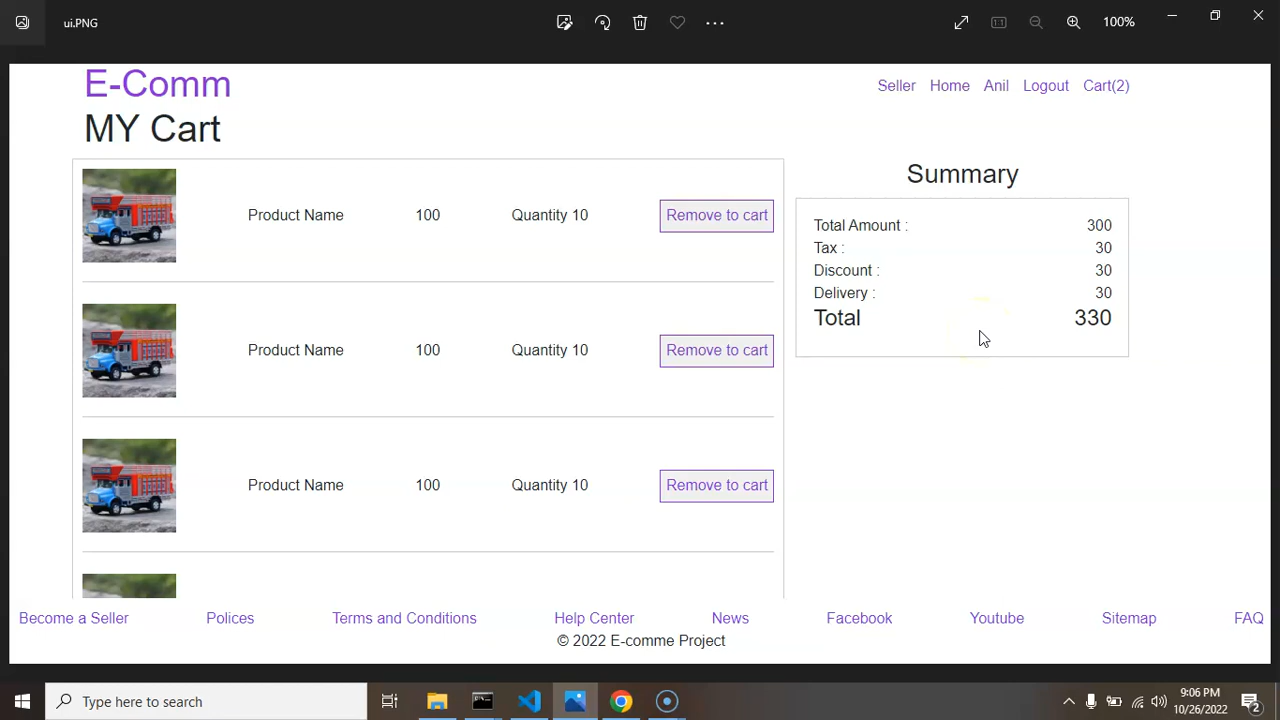 ui.PNG
100%
E-Comm
Seller Home Anil Logout Cart(2)
MY Cart
Product Name 100 Quantity 10 Remove to cart
Product Name 100 Quantity 10 Remove to cart
Product Name 100 Quantity 10 Remove to cart
Summary
Total Amount : 300
Tax : 30
Discount : 30
Delivery : 30
Total 330
Become a Seller Polices Terms and Conditions Help Center News Facebook Youtube Sitemap FAQ
© 2022 E-comme Project
Type here to search
9:06 PM
10/26/2022
2